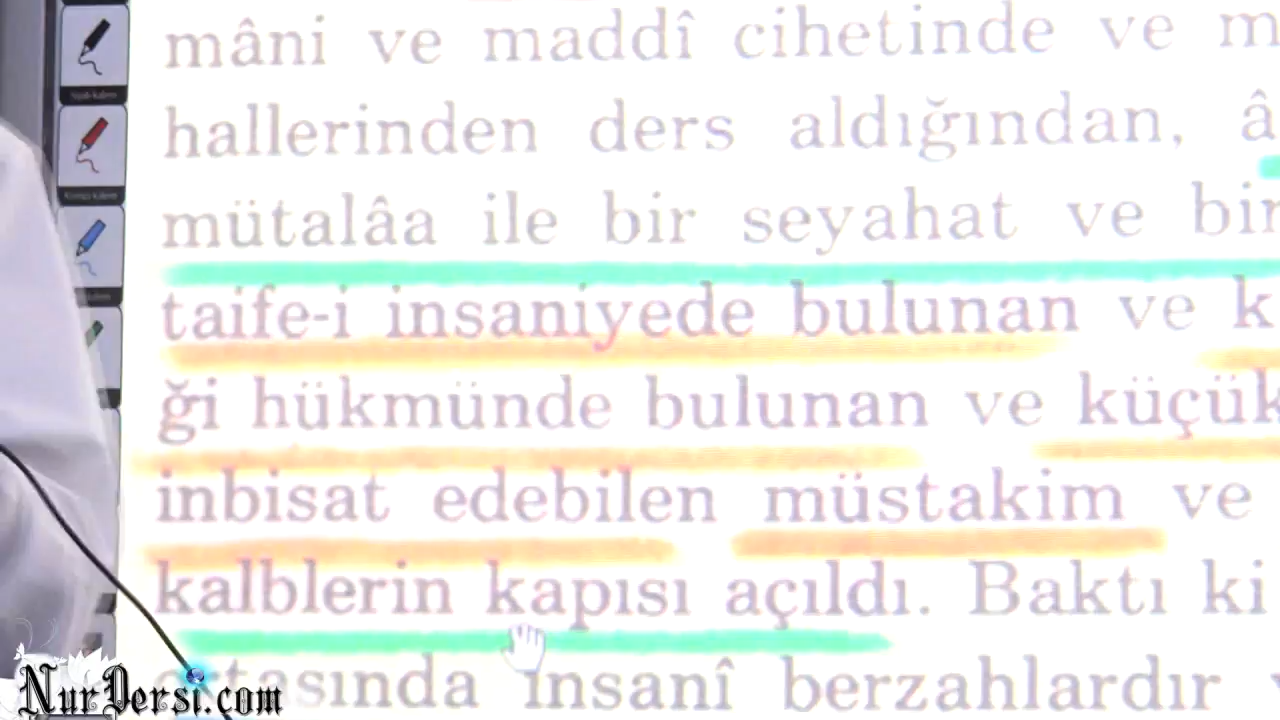 mâni ve maddî cihetinde ve m
hallerinden ders aldığından, â
mütalâa ile bir seyahat ve bir
taife-i insaniyede bulunan ve k
ği hükmünde bulunan ve küçük
inbisat edebilen müstakim ve
kalblerin kapısı açıldı. Baktı ki
tasında insanî berzahlardır
NurDersi.com